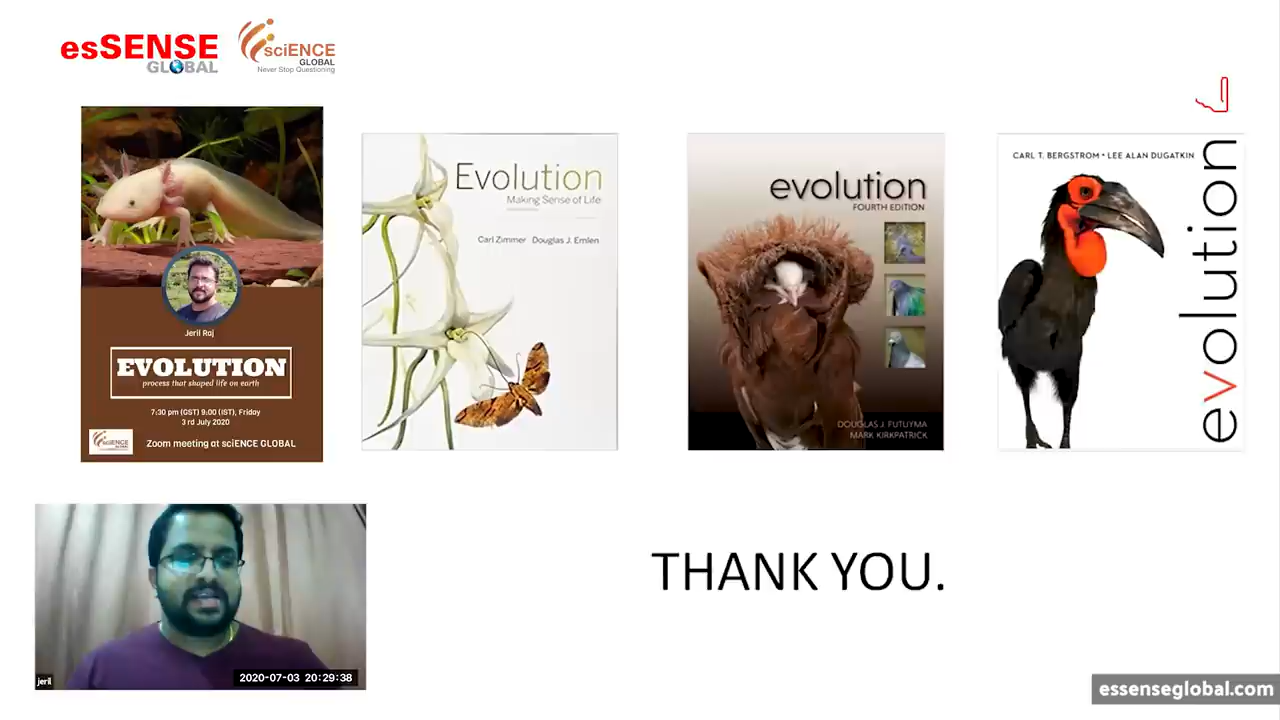 esSENSE
GLOBAL
sciENCE
GLOBAL
Never Stop Questioning
Jeril Raj
EVOLUTION
process that shaped life on earth
7:30 pm (GST) 9:00 (IST), Friday
3 rd July 2020
sciENCE
GLOBAL
Zoom meeting at sciENCE GLOBAL
Evolution
Making Sense of Life
Carl Zimmer Douglas J. Emlen
evolution
FOURTH EDITION
DOUGLAS J. FUTUYMA
MARK KIRKPATRICK
CARL T. BERGSTROM • LEE ALAN DUGATKIN
evolution
THANK YOU.
jeril
2020-07-03 20:29:38
essenseglobal.com